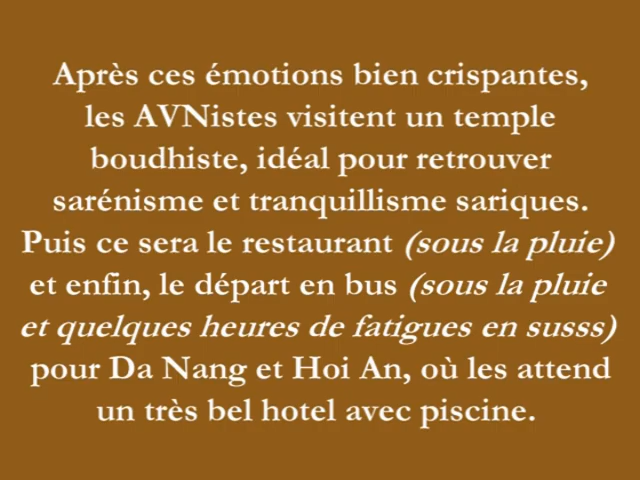 Après ces émotions bien crispantes,
les AVNistes visitent un temple
boudhiste, idéal pour retrouver
sarénisme et tranquillisme sariques.
Puis ce sera le restaurant (sous la pluie)
et enfin, le départ en bus (sous la pluie
et quelques heures de fatigues en susss)
pour Da Nang et Hoi An, où les attend
un très bel hotel avec piscine.